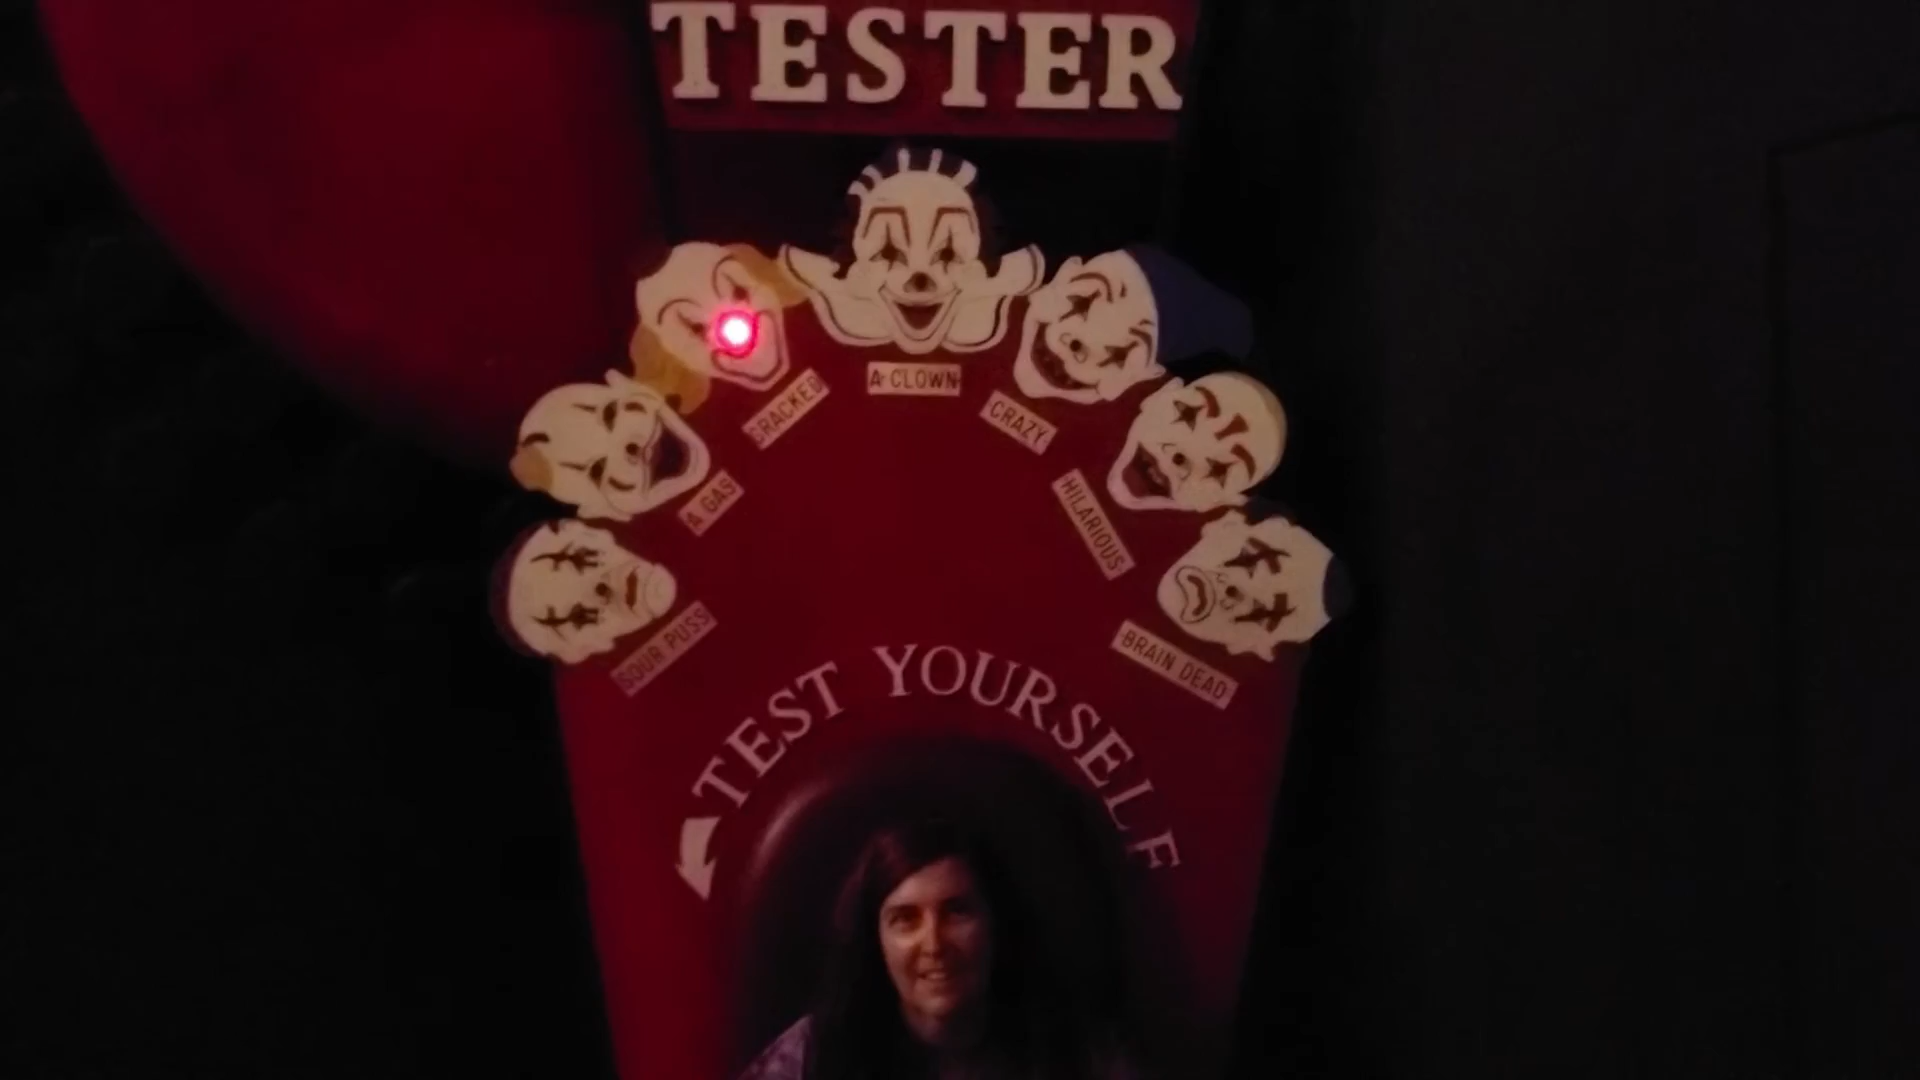 TESTER
A CLOWN
CRACKED
CRAZY
A GAS
HILARIOUS
SOUR PUSS
BRAIN DEAD
TEST YOURSELF